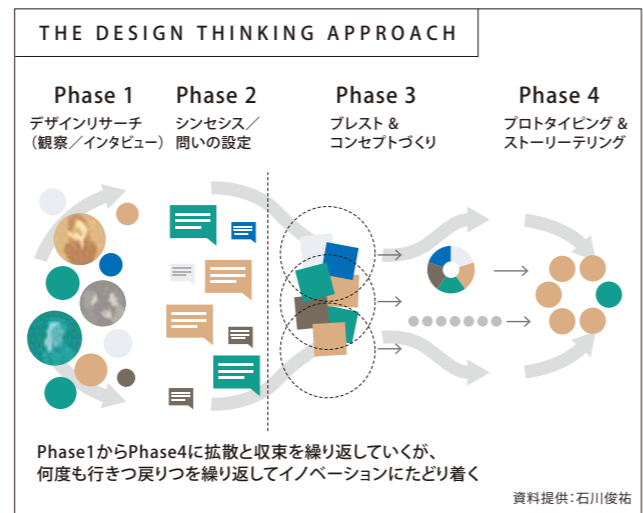 THE DESIGN THINKING APPROACH
Phase 1
デザインリサーチ
(観察／インタビュー)
Phase 2
シンセシス／
問いの設定
Phase 3
ブレスト &
コンセプトづくり
Phase 4
プロトタイピング &
ストーリーテリング
Phase1からPhase4に拡散と収束を繰り返していくが、
何度も行きつ戻りつを繰り返してイノベーションにたどり着く
資料提供：石川俊祐